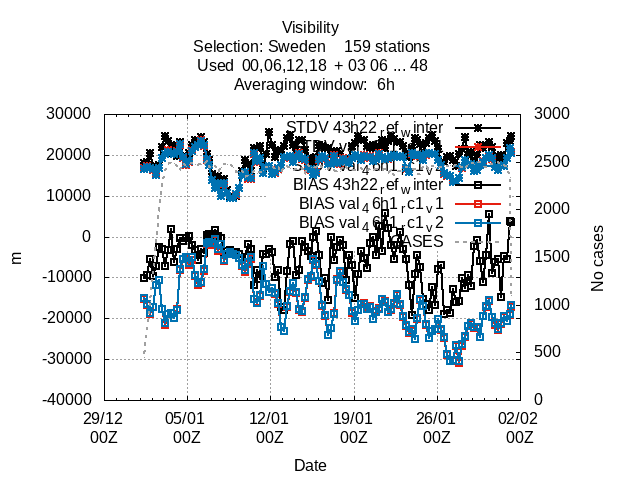 Visibility
Selection: Sweden    159 stations
Used  00,06,12,18  + 03 06 ... 48
Averaging window:  6h
30000
20000
10000
0
-10000
-20000
-30000
-40000
m
3000
2500
2000
1500
1000
500
0
No cases
STDV 43h22_ref_winter
BIAS 43h22_ref_winter
BIAS val_46h1_rc1_v1
BIAS val_46h1_rc1_v2
29/12 00Z
05/01 00Z
12/01 00Z
19/01 00Z
26/01 00Z
02/02 00Z
Date